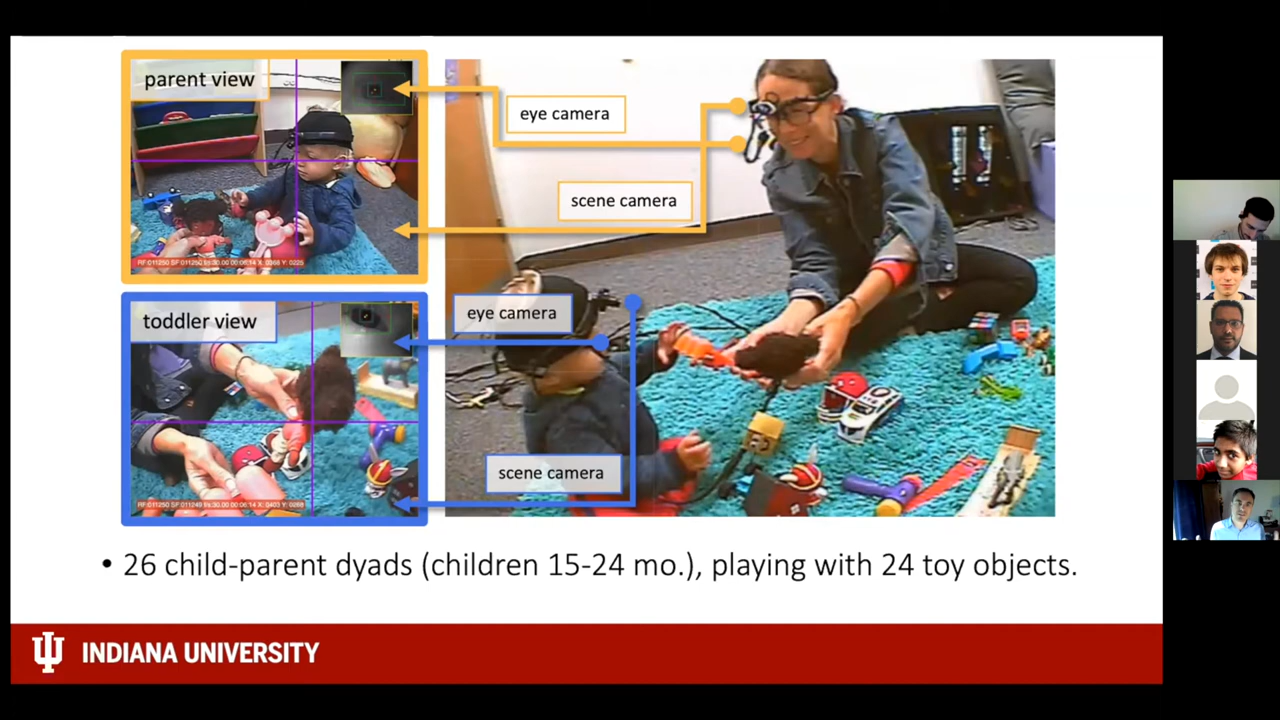 parent view
eye camera
scene camera
toddler view
eye camera
scene camera
• 26 child-parent dyads (children 15-24 mo.), playing with 24 toy objects.
INDIANA UNIVERSITY